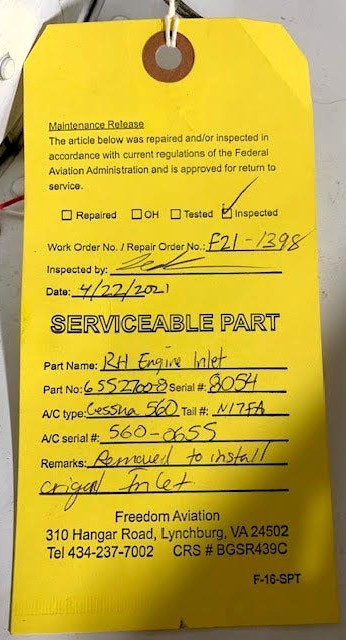 Maintenance Release
The article below was repaired and/or inspected in
accordance with current regulations of the Federal
Aviation Administration and is approved for return to
service.
☐ Repaired ☐ OH ☐ Tested ☑ Inspected
Work Order No. / Repair Order No.: F21-1398
Inspected by:
Date: 4/22/2021
SERVICEABLE PART
Part Name: RH Engine Inlet
Part No: 6552700-8 Serial #: 8054
A/C type: Cessna 560 Tail #: N17FA
A/C serial #: 560-0655
Remarks: Removed to install
origanl Inlet
Freedom Aviation
310 Hangar Road, Lynchburg, VA 24502
Tel 434-237-7002 CRS # BGSR439C
F-16-SPT